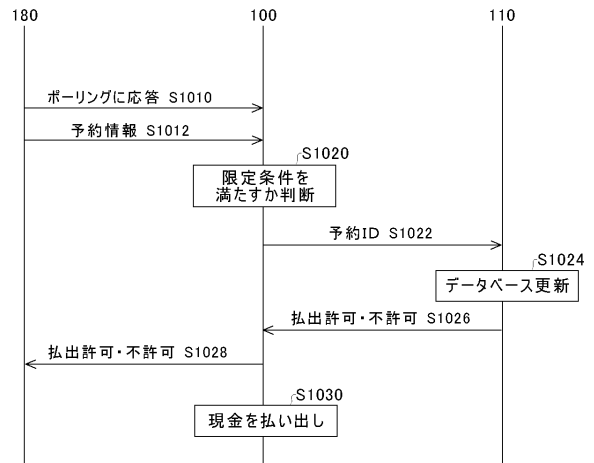 180 100 110
ポーリングに応答 S1010
予約情報 S1012
S1020
限定条件を
満たすか判断
予約ID S1022
S1024
データベース更新
払出許可・不許可 S1026
払出許可・不許可 S1028
S1030
現金を払い出し